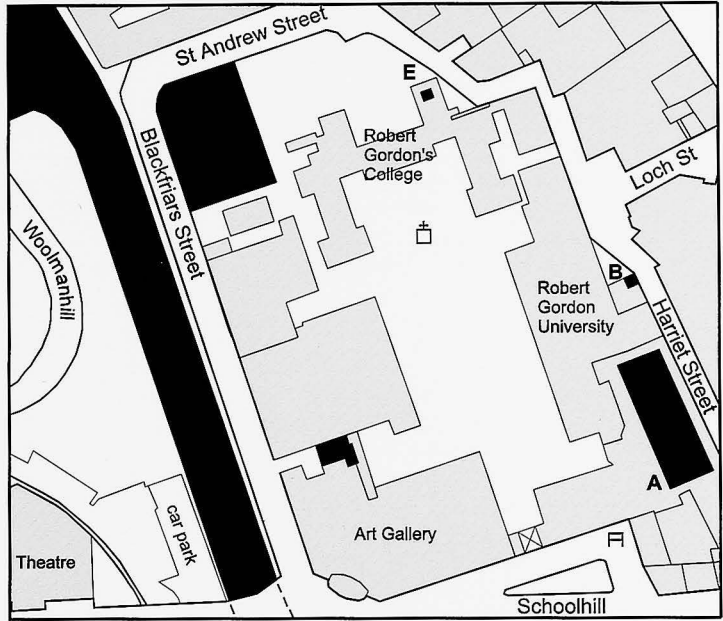 St Andrew Street
E
Robert
Gordon's
College
Blackfriars Street
Loch St
Woolmanhill
B
Robert
Gordon
University
Harriet Street
A
car park
Art Gallery
Theatre
Schoolhill